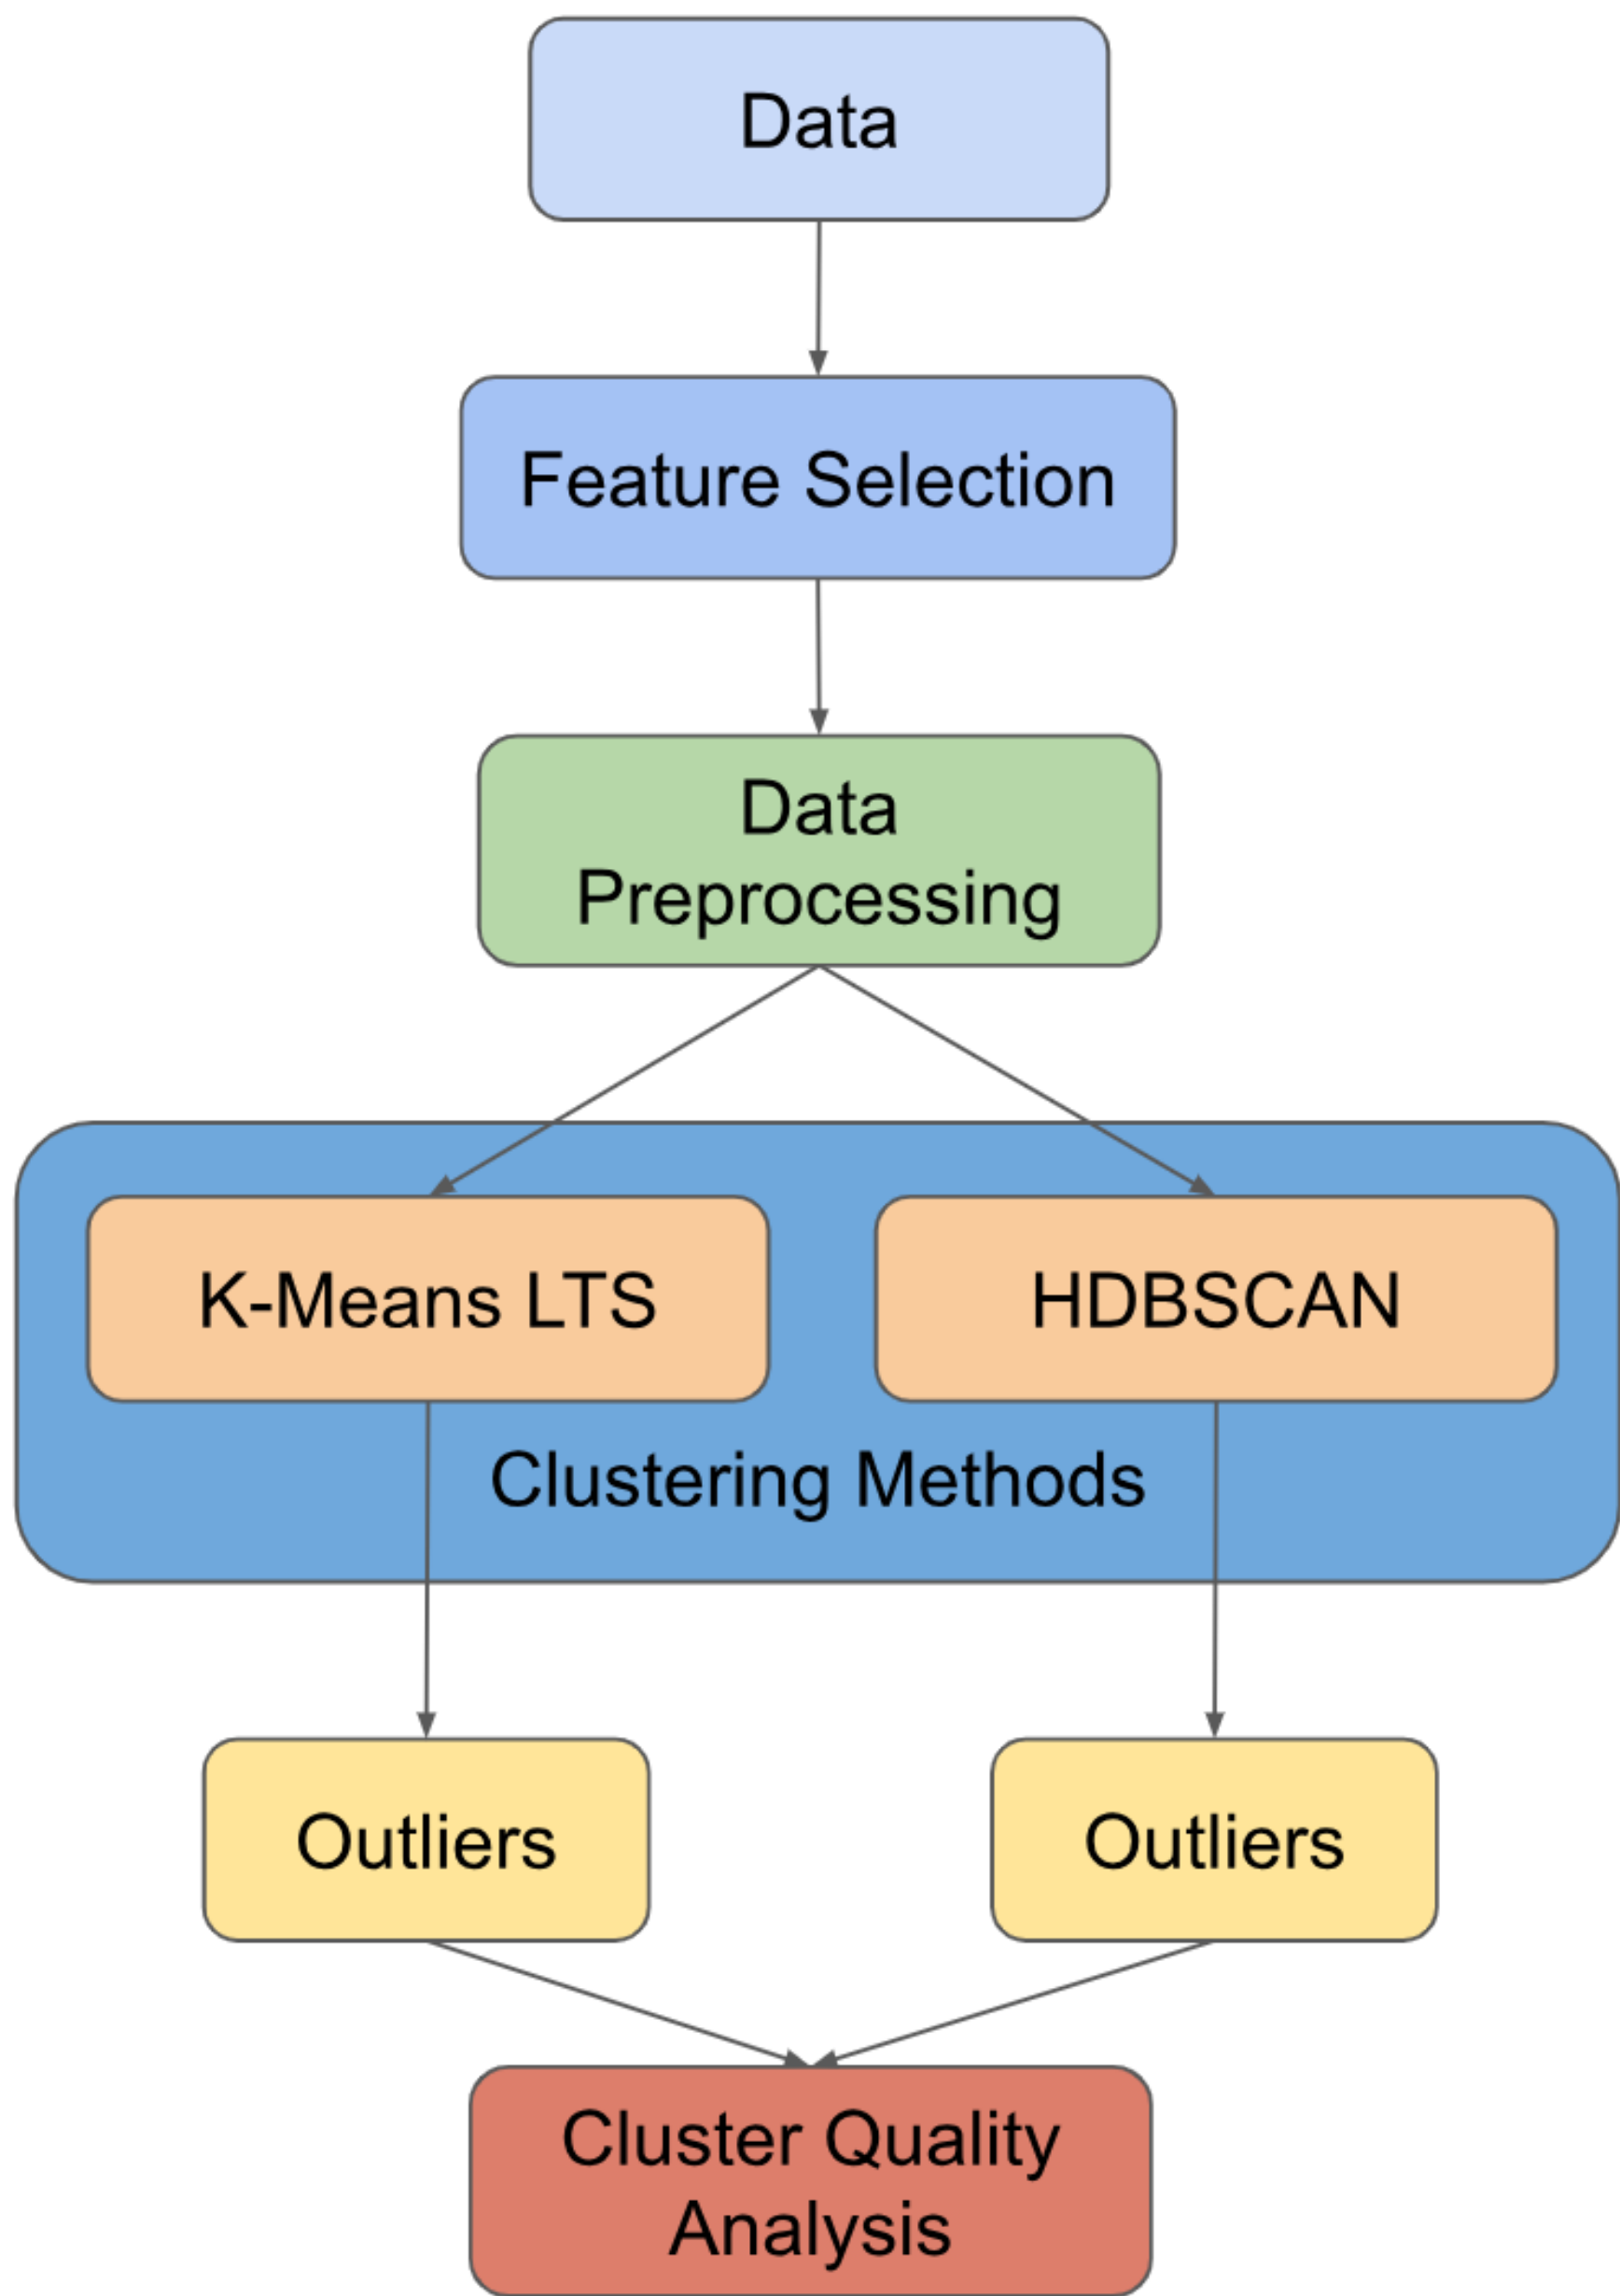 Data
Feature Selection
Data
Preprocessing
K-Means LTS
HDBSCAN
Clustering Methods
Outliers
Outliers
Cluster Quality
Analysis